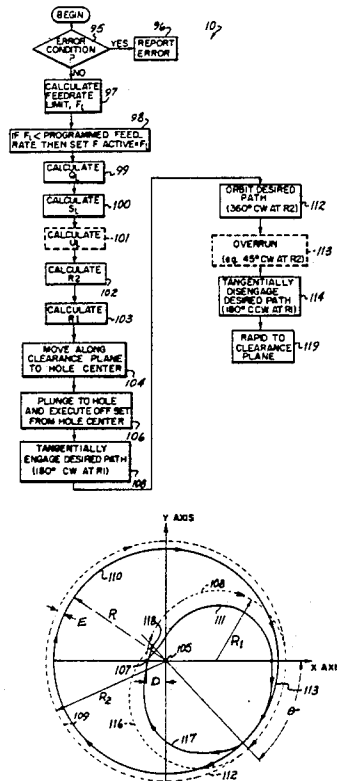 BEGIN
10
95
96
ERROR
CONDITION
?
YES
REPORT
ERROR
NO
CALCULATE
FEEDRATE
LIMIT, FL
97
98
IF FL < PROGRAMMED FEED-
RATE THEN SET F ACTIVE=FL
CALCULATE
99
CALCULATE
SL
100
CALCULATE
UL
101
CALCULATE
R2
102
CALCULATE
R1
103
MOVE ALONG
CLEARANCE PLANE
TO HOLE CENTER
104
PLUNGE TO HOLE
AND EXECUTE OFF SET
FROM HOLE CENTER
106
TANGENTIALLY
ENGAGE DESIRED PATH
(180° CW AT R1)
108
ORBIT DESIRED
PATH
(360° CW AT R2)
112
OVERRUN
(eg. 45° CW AT R2)
113
TANGENTIALLY
DISENGAGE
DESIRED PATH
(180° CCW AT R1)
114
RAPID TO
CLEARANCE
PLANE
119
Y AXIS
110
108
E
R
118
105
111
R1
107
X AXIS
R2
D
113
θ
109
116
117
112